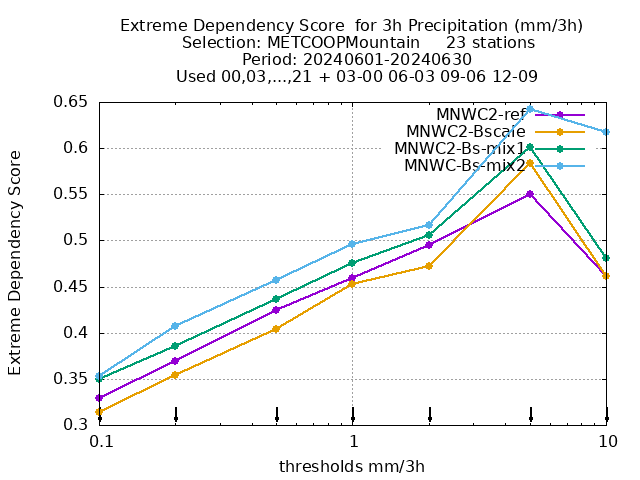 Extreme Dependency Score  for 3h Precipitation (mm/3h)
Selection: METCOOPMountain     23 stations
Period: 20240601-20240630
Used 00,03,...,21 + 03-00 06-03 09-06 12-09
MNWC2-ref
MNWC2-Bscale
MNWC2-Bs-mix1
MNWC-Bs-mix2
Extreme Dependency Score
0.65
0.6
0.55
0.5
0.45
0.4
0.35
0.3
0.1
1
10
thresholds mm/3h